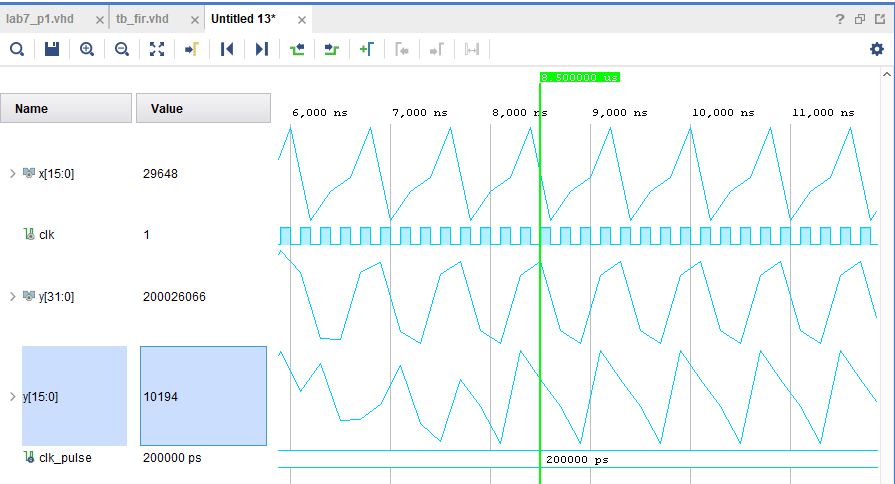 lab7_p1.vhd × tb_fir.vhd × Untitled 13* ×
?
8.500000 us
Name Value
6,000 ns 7,000 ns 8,000 ns 9,000 ns 10,000 ns 11,000 ns
x[15:0] 29648
clk 1
y[31:0] 200026066
y[15:0] 10194
clk_pulse 200000 ps 200000 ps